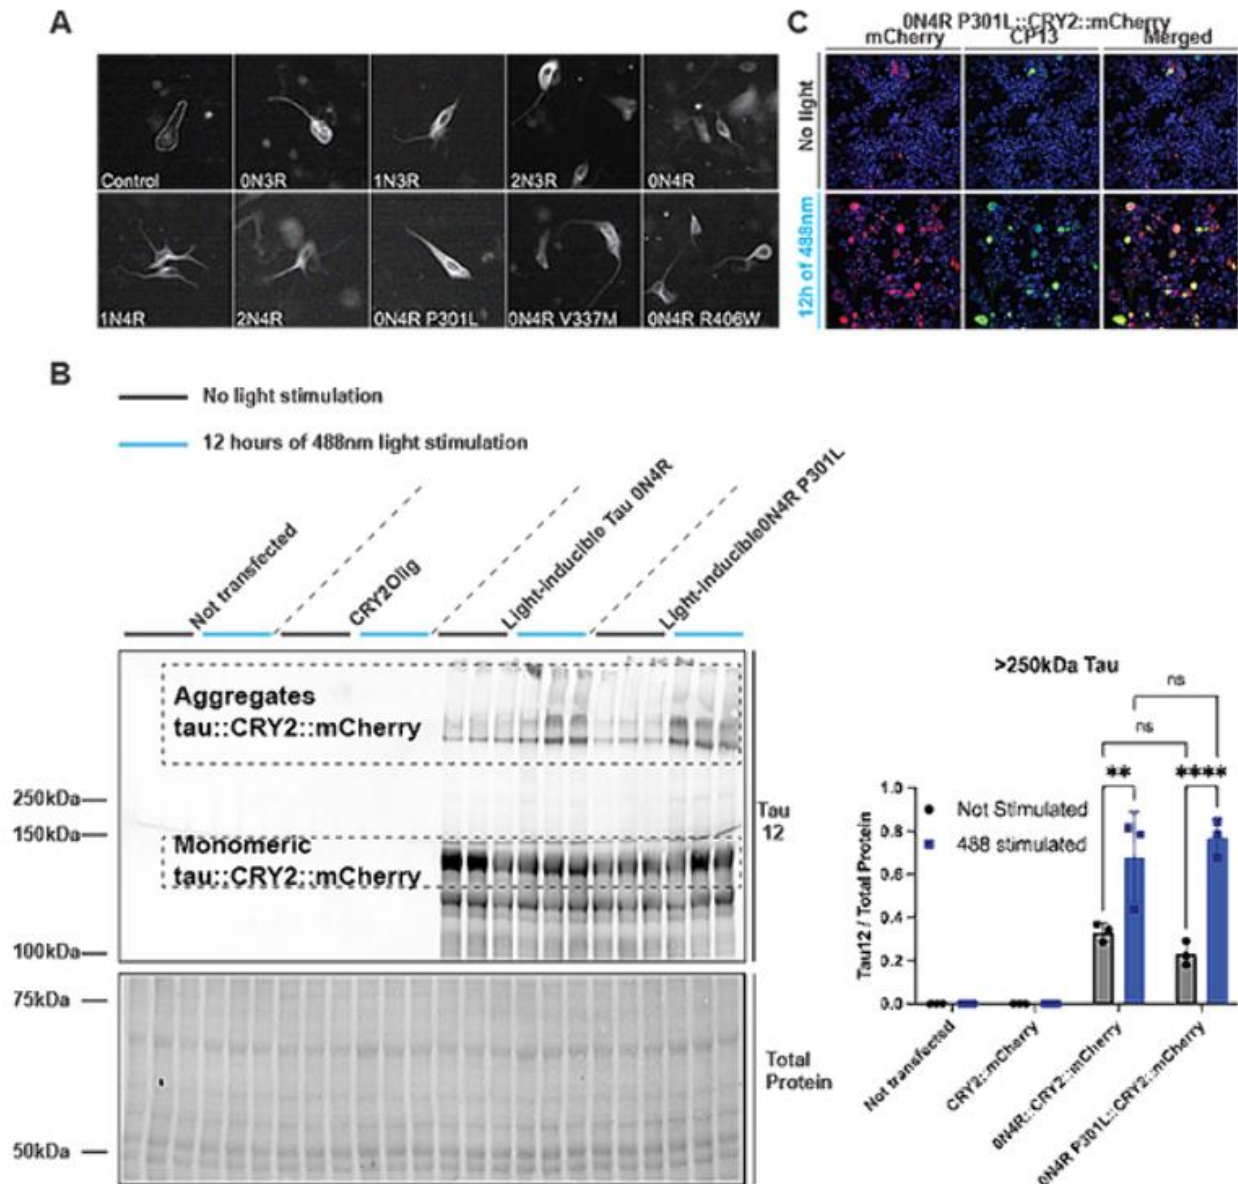 A
Control
0N3R
1N3R
2N3R
0N4R
1N4R
2N4R
0N4R P301L
0N4R V337M
0N4R R406W
C
0N4R P301L::CRY2::mCherry
mCherry
CP13
Merged
No light
12h of 488nm
B
No light stimulation
12 hours of 488nm light stimulation
Not transfected
CRY2Olig
Light-inducible Tau 0N4R
Light-inducible0N4R P301L
Aggregates
tau::CRY2::mCherry
250kDa
150kDa
Monomeric
tau::CRY2::mCherry
100kDa
Tau
12
75kDa
50kDa
Total
Protein
>250kDa Tau
ns
ns
**
****
Not Stimulated
488 stimulated
Tau12 / Total Protein
1.0
0.8
0.6
0.4
0.2
0.0
Not transfected
CRY2::mCherry
0N4R::CRY2::mCherry
0N4R P301L::CRY2::mCherry